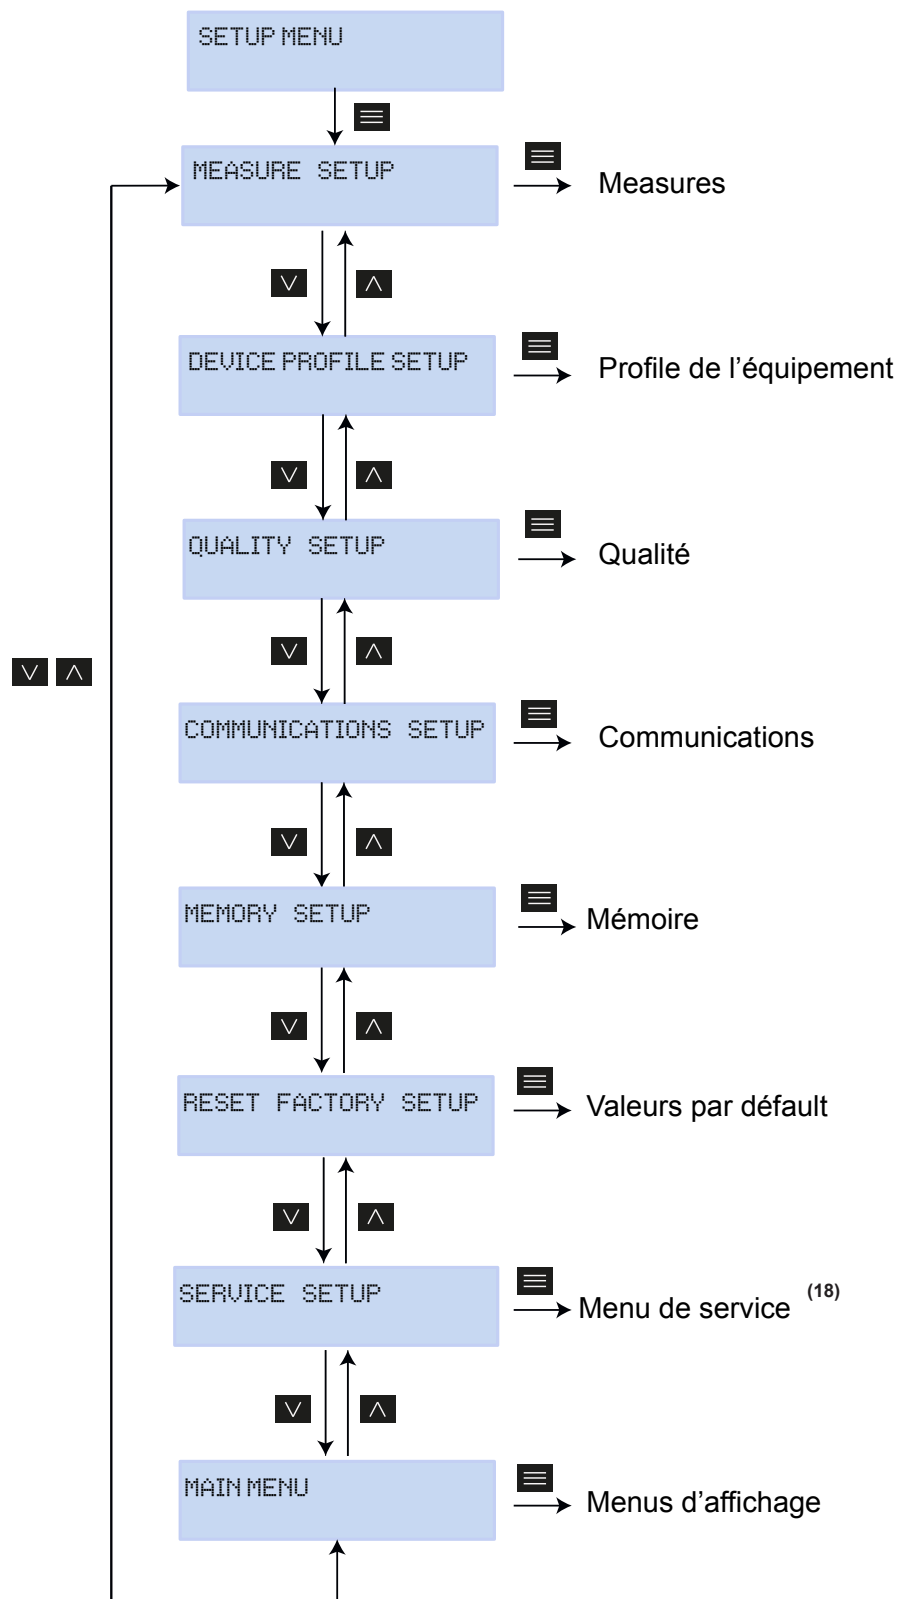 SETUP MENU
MEASURE SETUP
Measures
DEVICE PROFILE SETUP
Profile de l’équipement
QUALITY SETUP
Qualité
COMMUNICATIONS SETUP
Communications
MEMORY SETUP
Mémoire
RESET FACTORY SETUP
Valeurs par défault
SERVICE SETUP
Menu de service (18)
MAIN MENU
Menus d’affichage